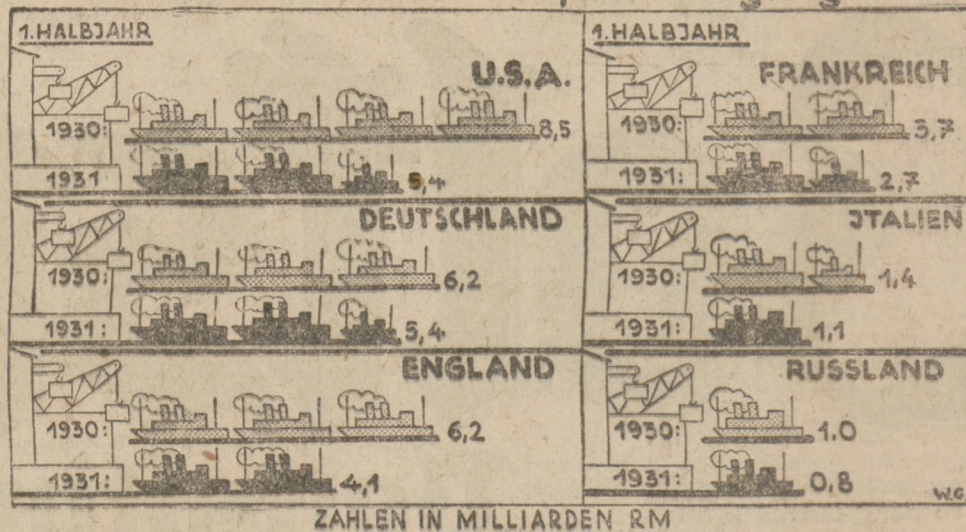 1. HALBJAHR
U.S.A.
1930: 8,5
1931 5,4
DEUTSCHLAND
1930: 6,2
1931: 5,4
ENGLAND
1930: 6,2
1931: 4,1
1. HALBJAHR
FRANKREICH
1930: 3,7
1931: 2,7
JTALIEN
1930: 1,4
1931: 1,1
RUSSLAND
1930: 1.0
1931: 0,8
ZAHLEN IN MILLIARDEN RM